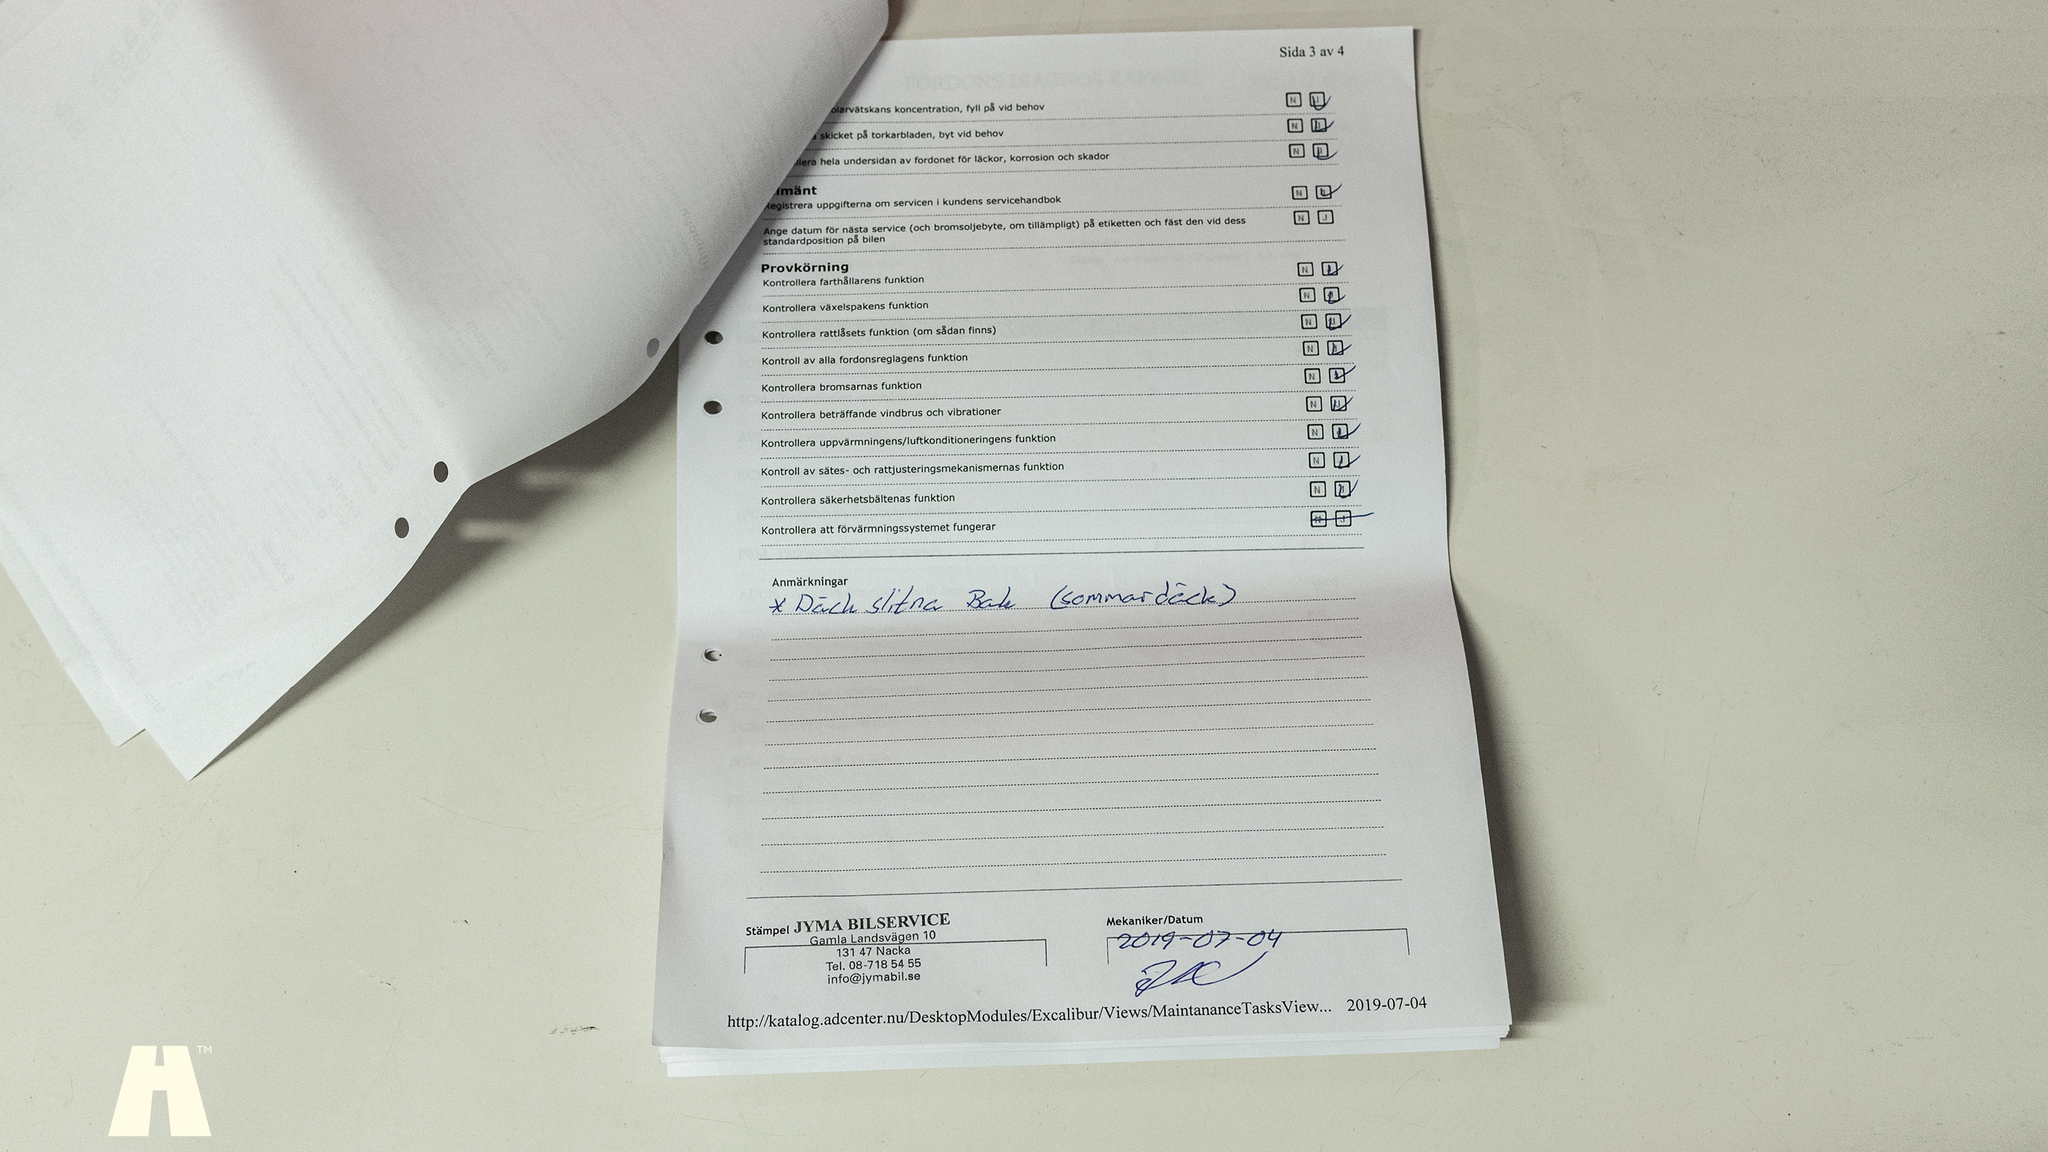 Sida 3 av 4
koncentration, fyll på vid behov N J
skicket på torkarbladen, byt vid behov N J
hela undersidan av fordonet för läckor, korrosion och skador N J
Registrera uppgifterna om servicen i kundens servicehandbok N J
Ange datum för nästa service (och bromsoljebyte, om tillämpligt) på etiketten och fäst den vid dess N J
standardposition på bilen
Provkörning
Kontrollera farthållarens funktion N J
Kontrollera växelspakens funktion N J
Kontrollera rattlåsets funktion (om sådan finns) N J
Kontroll av alla fordonsreglagens funktion N J
Kontrollera bromsarnas funktion N J
Kontrollera beträffande vindbrus och vibrationer N J
Kontrollera uppvärmningens/luftkonditioneringens funktion N J
Kontroll av sätes- och rattjusteringsmekanismernas funktion N J
Kontrollera säkerhetsbältenas funktion N J
Kontrollera att förvärmningssystemet fungerar N J
Anmärkningar
* Däck slitna Bak (sommardäck)
Stämpel JYMA BILSERVICE
Gamla Landsvägen 10
131 47 Nacka
Tel. 08-718 54 55
info@jymabil.se
Mekaniker/Datum
2019-07-04
http://katalog.adcenter.nu/DesktopModules/Excalibur/Views/MaintananceTasksView... 2019-07-04
H™